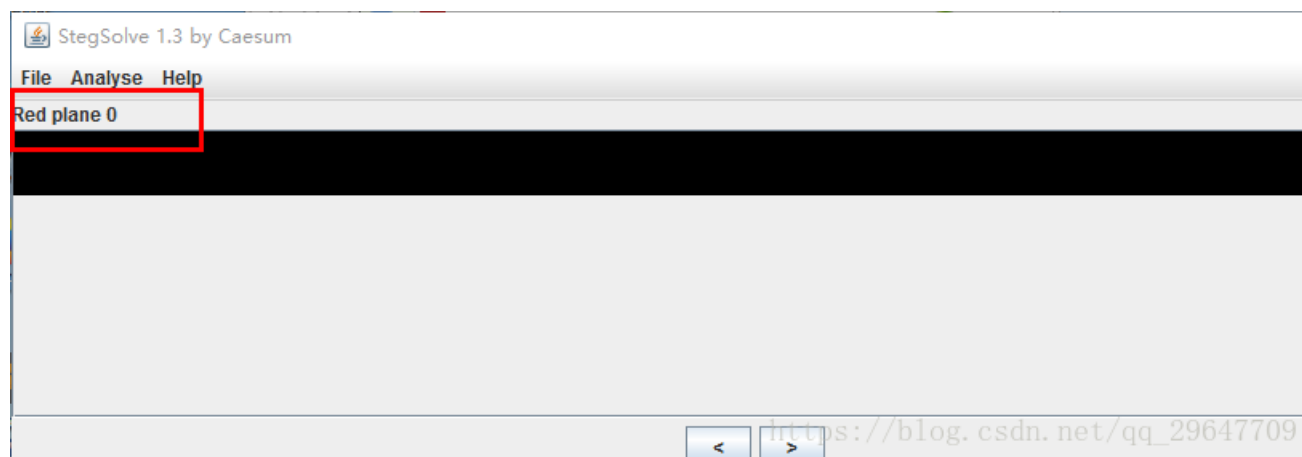 StegSolve 1.3 by Caesum
File Analyse Help
Red plane 0
https://blog.csdn.net/qq_29647709
< >